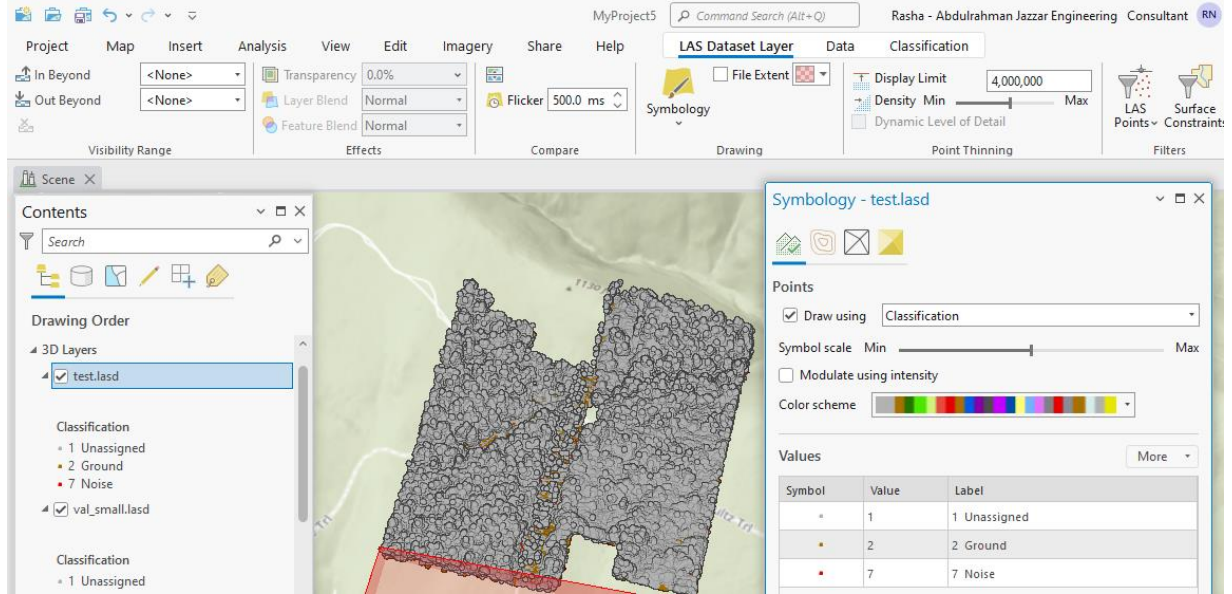 MyProject5
Command Search (Alt+Q)
Rasha - Abdulrahman Jazzar Engineering Consultant
RN
Project Map Insert Analysis View Edit Imagery Share Help LAS Dataset Layer Data Classification
In Beyond <None>
Out Beyond <None>
Visibility Range
Transparency 0.0%
Layer Blend Normal
Feature Blend Normal
Effects
Flicker 500.0 ms
Compare
Symbology
File Extent
Drawing
Display Limit 4,000,000
Density Min Max
Dynamic Level of Detail
Point Thinning
LAS Points
Surface Constraints
Filters
Scene
Contents
Search
Drawing Order
3D Layers
test.lasd
Classification
1 Unassigned
2 Ground
7 Noise
val_small.lasd
Classification
1 Unassigned
1130
Symbology - test.lasd
Points
Draw using Classification
Symbol scale Min Max
Modulate using intensity
Color scheme
Values More
Symbol Value Label
1 1 Unassigned
2 2 Ground
7 7 Noise